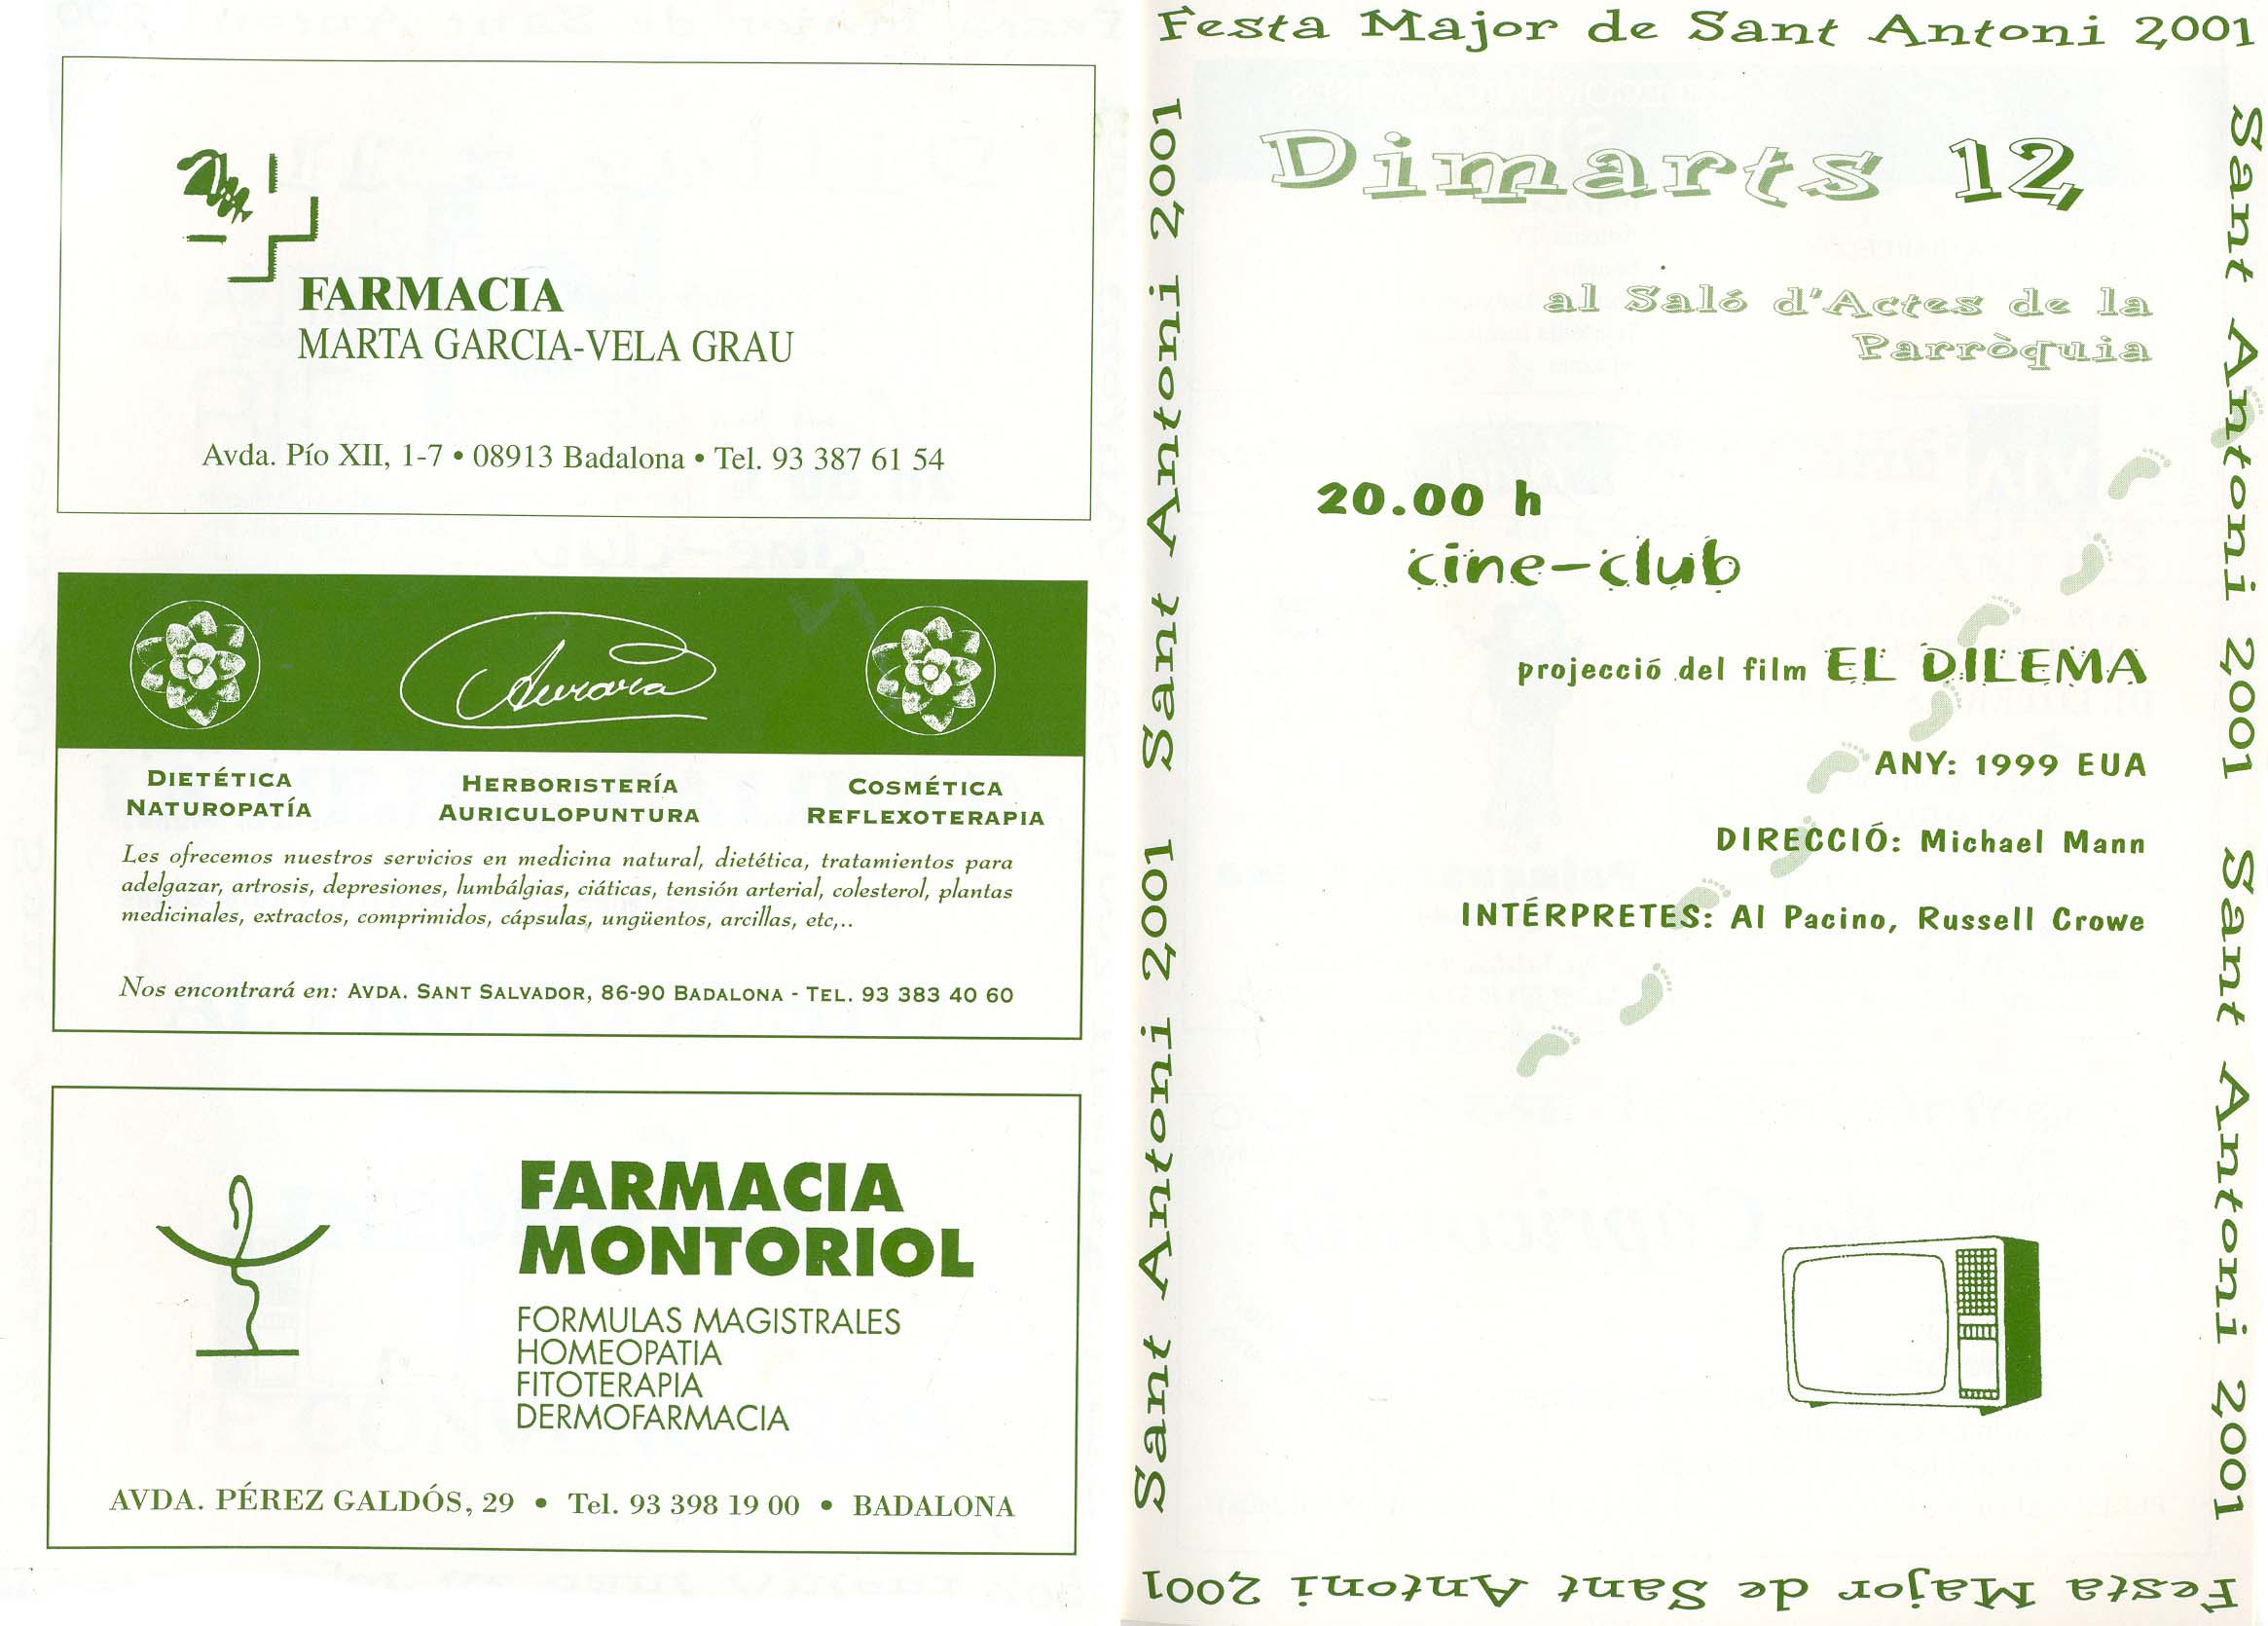 FARMACIA
MARTA GARCIA-VELA GRAU
Avda. Pío XII, 1-7 • 08913 Badalona • Tel. 93 387 61 54
Aurora
DIETÉTICA
NATUROPATÍA
HERBORISTERÍA
AURICULOPUNTURA
COSMÉTICA
REFLEXOTERAPIA
Les ofrecemos nuestros servicios en medicina natural, dietética, tratamientos para
adelgazar, artrosis, depresiones, lumbálgias, ciáticas, tensión arterial, colesterol, plantas
medicinales, extractos, comprimidos, cápsulas, ungüentos, arcillas, etc,..
Nos encontrará en: AVDA. SANT SALVADOR, 86-90 BADALONA - TEL. 93 383 40 60
FARMACIA
MONTORIOL
FORMULAS MAGISTRALES
HOMEOPATIA
FITOTERAPIA
DERMOFARMACIA
AVDA. PÉREZ GALDÓS, 29 • Tel. 93 398 19 00 • BADALONA
Festa Major de Sant Antoni 2001
Sant Antoni 2001 Sant Antoni 2001
Dimarts 12
al Saló d'Actes de la
Parròquia
20.00 h
cine-club
projecció del film EL DILEMA
ANY: 1999 EUA
DIRECCIÓ: Michael Mann
INTÉRPRETES: Al Pacino, Russell Crowe
Sant Antoni 2001 Sant Antoni 2001
Festa Major de Sant Antoni 2001